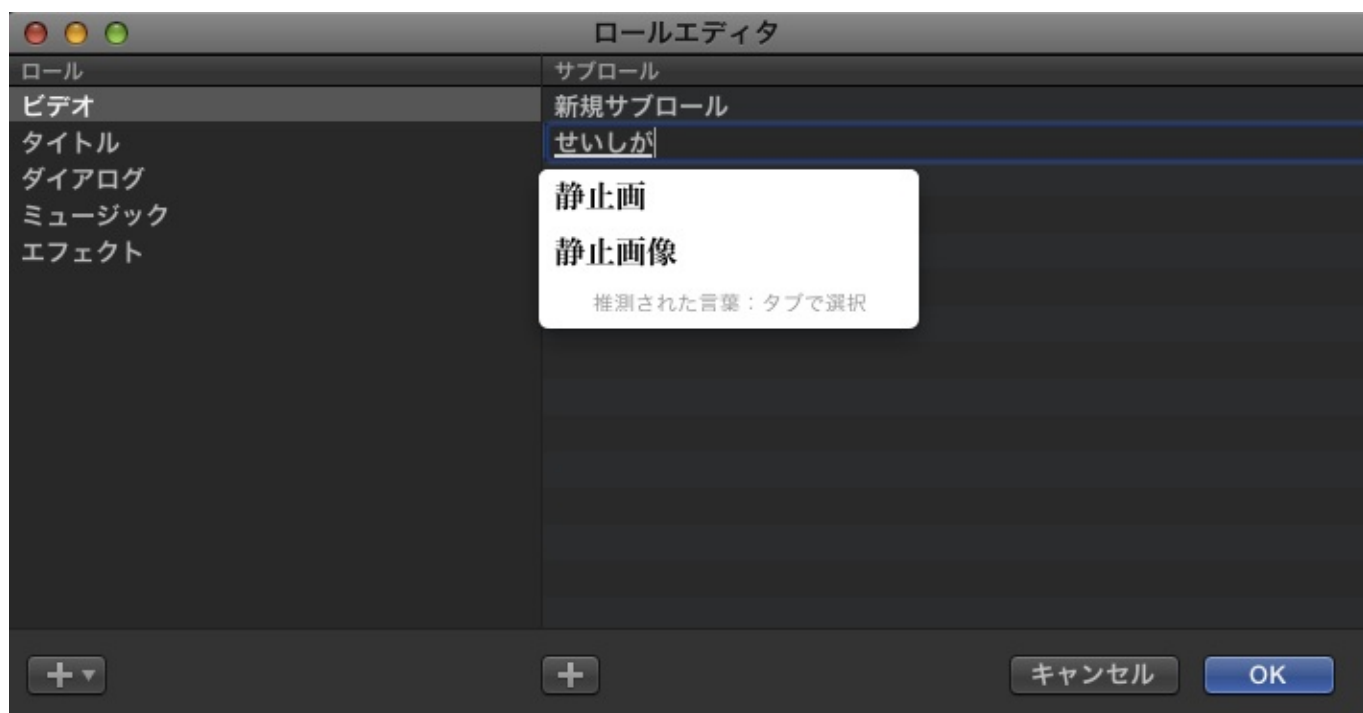 ロールエディタ
ロール
サブロール
ビデオ
新規サブロール
タイトル
せいしが
ダイアログ
静止画
ミュージック
エフェクト
静止画像
推測された言葉：タブで選択
キャンセル
OK